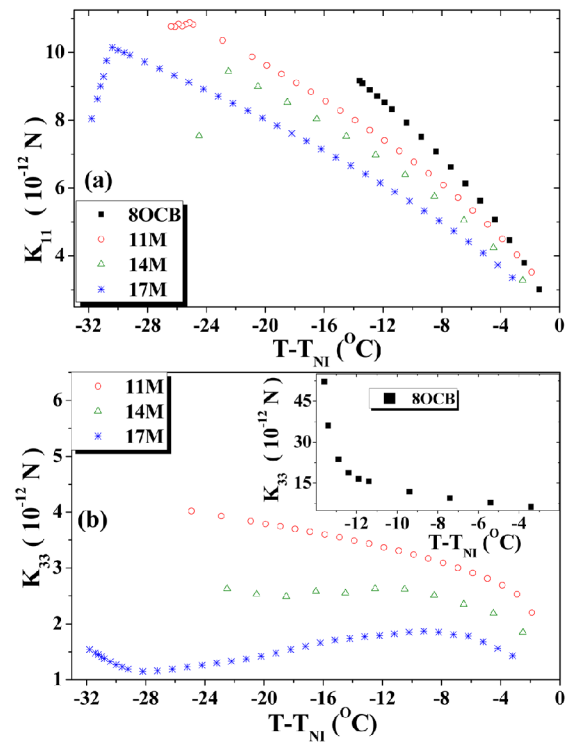 10
8
6
4
2
K11 ( 10-12 N)
(a)
8OCB
11M
14M
17M
-32 -28 -24 -20 -16 -12 -8 -4 0
T-TNI (OC)
6
5
4
3
2
1
K33 ( 10-12 N)
(b)
11M
14M
17M
45
30
15
K33 (10-12 N)
8OCB
-12 -10 -8 -6 -4
T-TNI (OC)
-32 -28 -24 -20 -16 -12 -8 -4 0
T-TNI (OC)